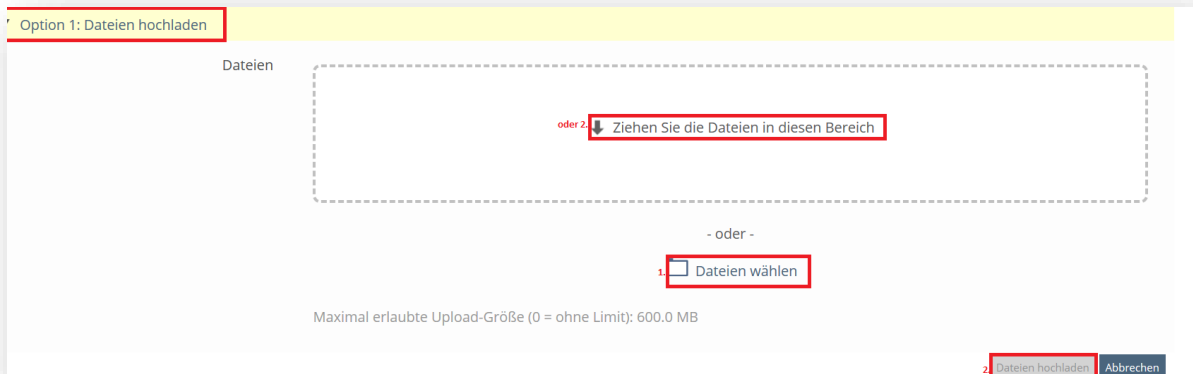 Option 1: Dateien hochladen
Dateien
oder 2. Ziehen Sie die Dateien in diesen Bereich
- oder -
1. Dateien wählen
Maximal erlaubte Upload-Größe (0 = ohne Limit): 600.0 MB
2. Dateien hochladen Abbrechen